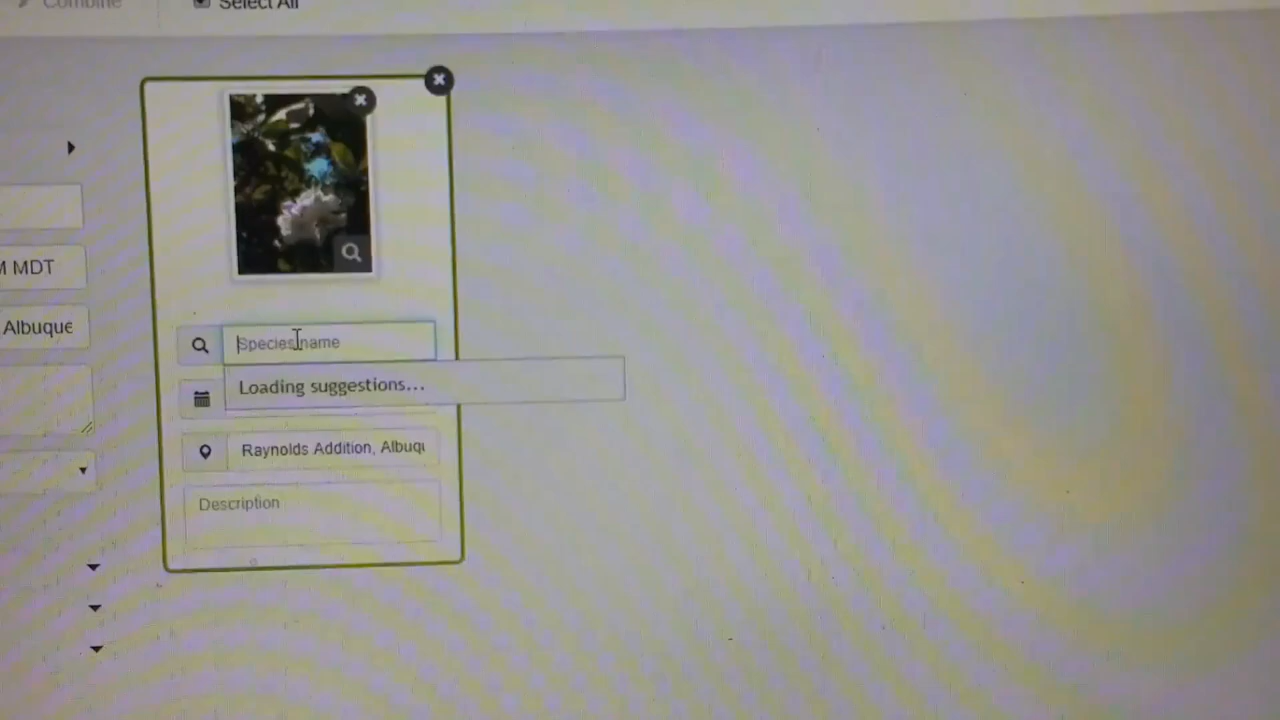 Combine
Select All
M MDT
Albuque
Species name
Loading suggestions...
Raynolds Addition, Albuqu
Description